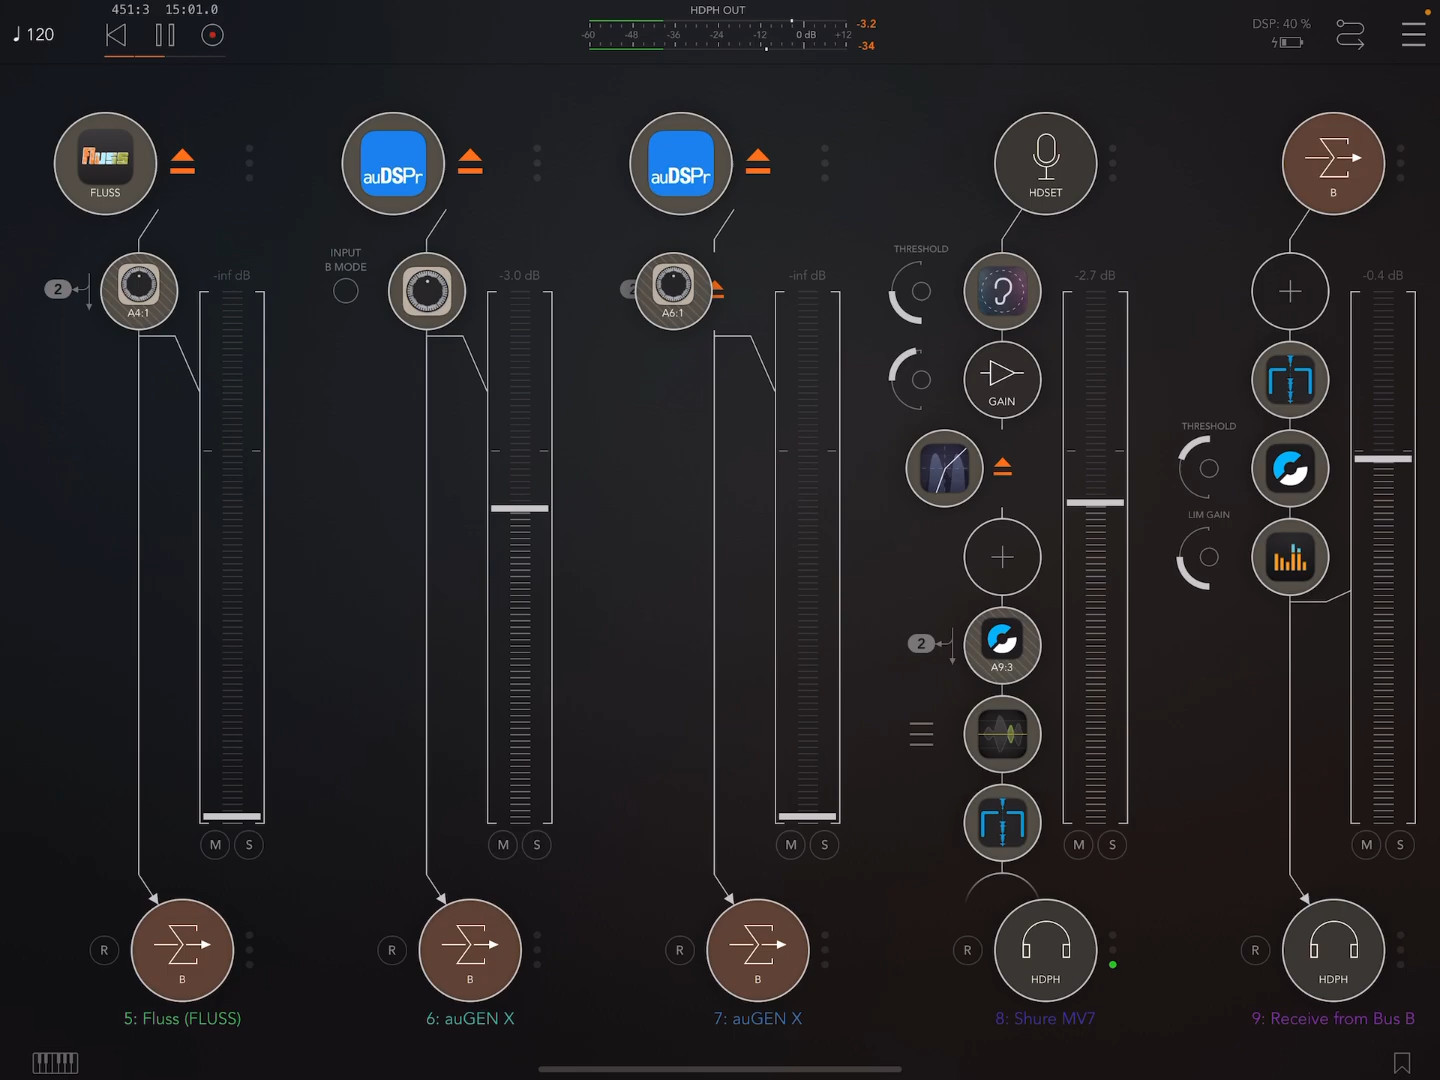 451:3 15:01.0
♩ 120
HDPH OUT
-60 -48 -36 -24 -12 0 dB +12
-3.2
-34
DSP: 40 %
fluss
FLUSS
auDSPr
auDSPr
HDSET
B
INPUT
B MODE
THRESHOLD
2
A4:1
-inf dB
-3.0 dB
A6:1
-inf dB
-2.7 dB
-0.4 dB
GAIN
THRESHOLD
LIM GAIN
2
A9:3
M S
M S
M S
M S
M S
R
B
R
B
R
B
R
HDPH
R
HDPH
5: Fluss (FLUSS)
6: auGEN X
7: auGEN X
8: Shure MV7
9: Receive from Bus B